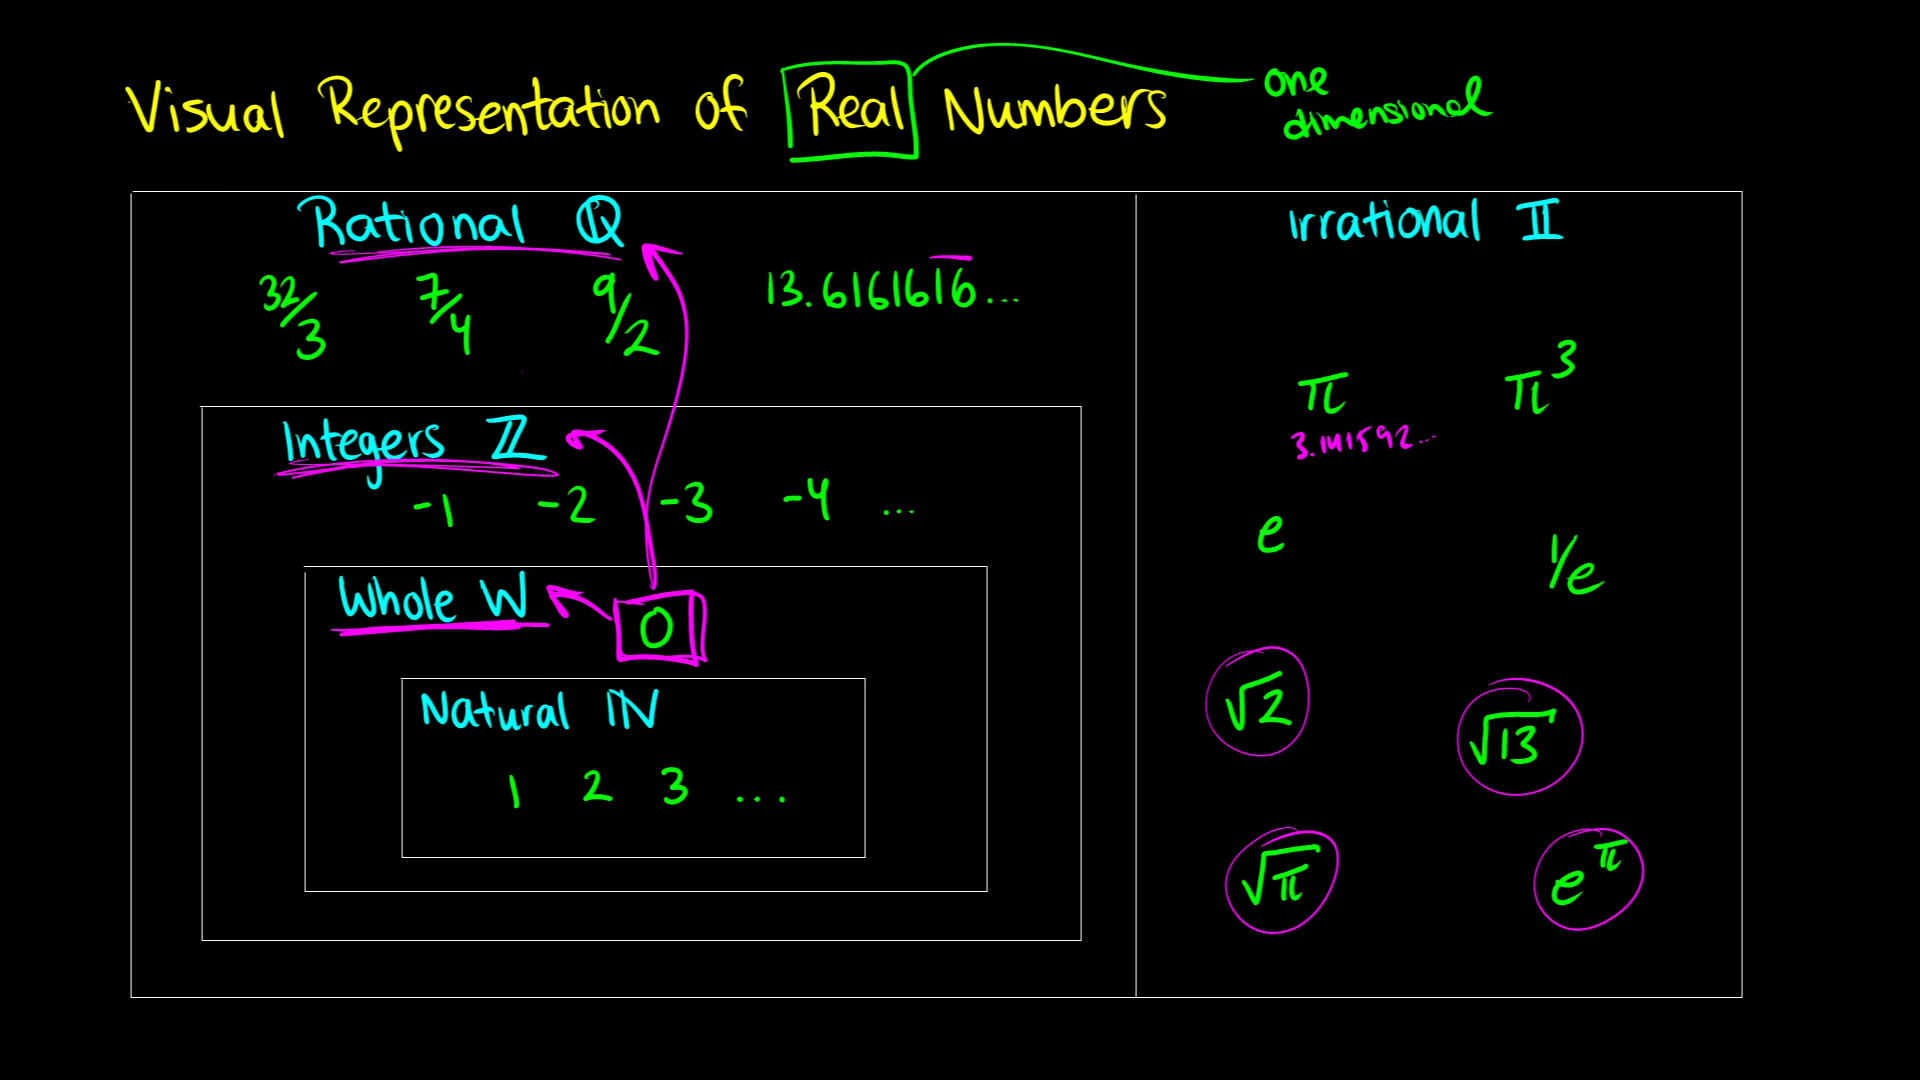 Visual Representation of Real Numbers
one
dimensional
Rational ℚ
32/3 7/4 9/2 13.6161616...
Integers ℤ
-1 -2 -3 -4 ...
Whole W
0
Natural ℕ
1 2 3 ...
Irrational II
π π³
3.141592...
e 1/e
√2 √13
√π e^π